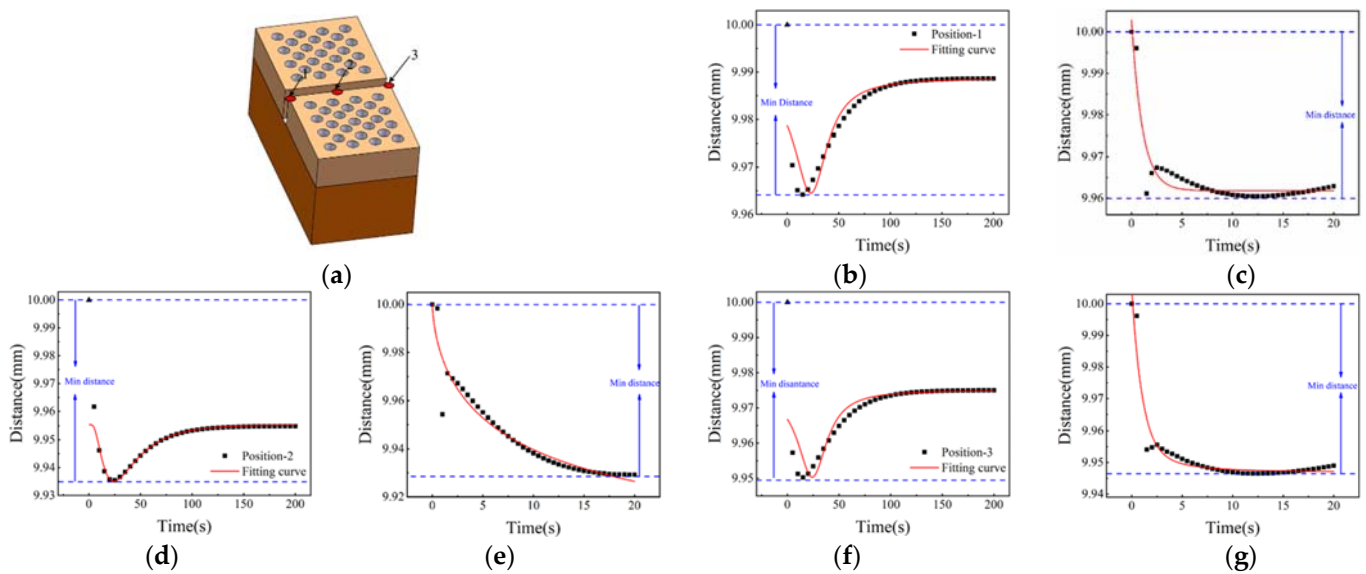 1
2
3
(a)
Distance(mm)
10.00
9.99
9.98
9.97
9.96
Position-1
Fitting curve
Min Distance
0
50
100
150
200
Time(s)
(b)
Distance(mm)
10.00
9.99
9.98
9.97
9.96
Min distance
0
5
10
15
20
Time(s)
(c)
Distance(mm)
10.00
9.99
9.98
9.97
9.96
9.95
9.94
9.93
Min distance
Position-2
Fitting curve
0
50
100
150
200
Time(s)
(d)
Distance(mm)
10.00
9.98
9.96
9.94
9.92
Min distance
0
5
10
15
20
Time(s)
(e)
Distance(mm)
10.00
9.99
9.98
9.97
9.96
9.95
Min disantance
Position-3
Fitting curve
0
50
100
150
200
Time(s)
(f)
Distance(mm)
10.00
9.99
9.98
9.97
9.96
9.95
9.94
Min distance
0
5
10
15
20
Time(s)
(g)